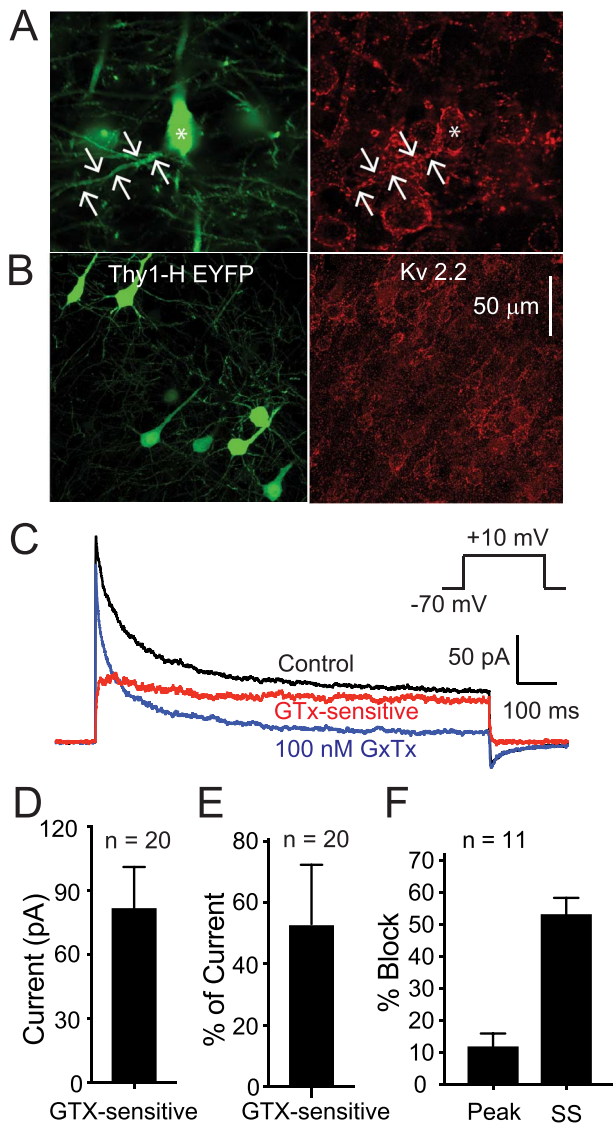 A
*
*
B
Thy1-H EYFP
Kv 2.2
50 μm
C
+10 mV
-70 mV
Control
50 pA
GTx-sensitive
100 ms
100 nM GxTx
D
n = 20
Current (pA)
120
90
60
30
0
GTX-sensitive
E
n = 20
% of Current
80
60
40
20
0
GTX-sensitive
F
n = 11
% Block
70
60
50
40
30
20
10
0
Peak
SS